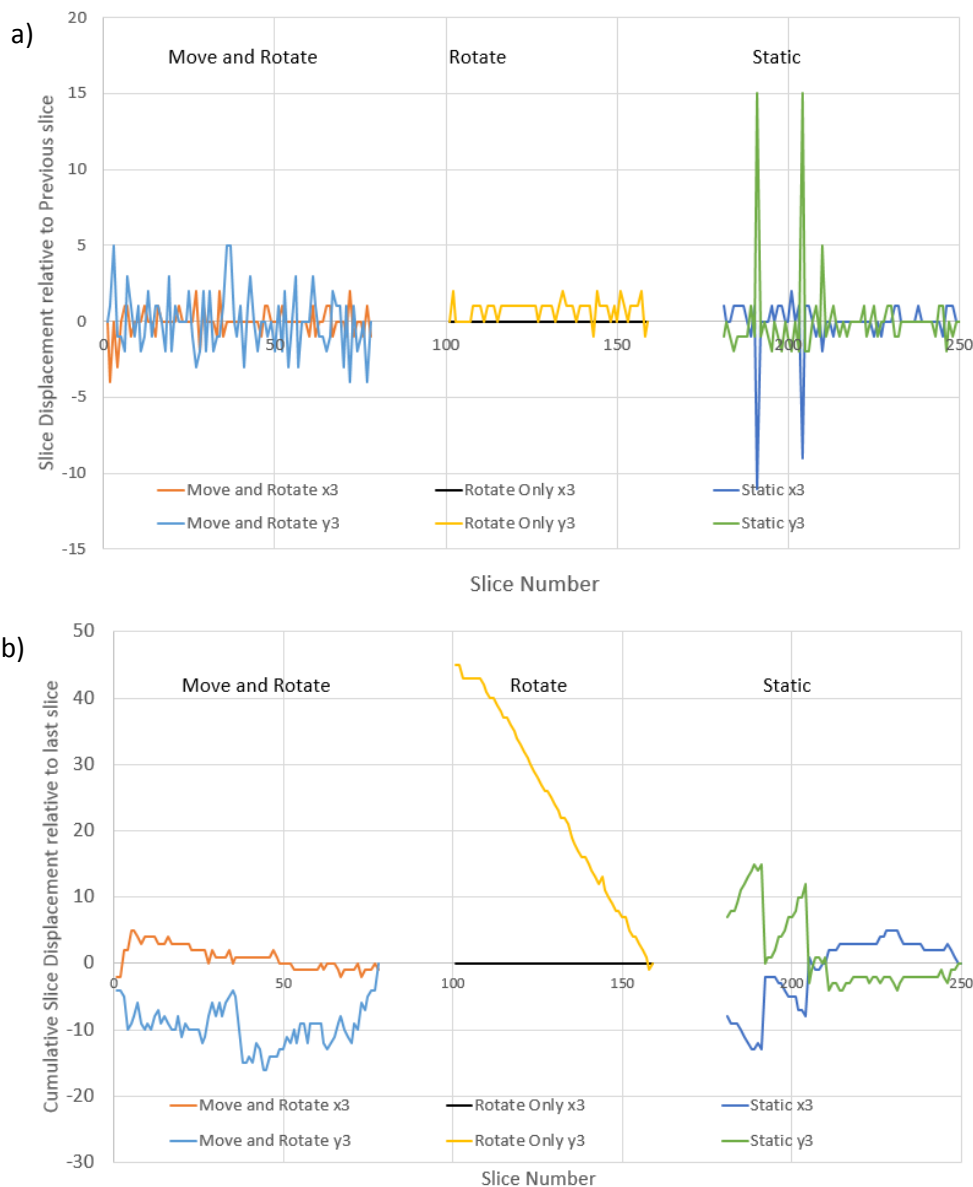 a)
Slice Displacement relative to Previous slice
20
15
10
5
0
-5
-10
-15
Move and Rotate Rotate Static
0 50 100 150 200 250
Move and Rotate x3 Rotate Only x3 Static x3
Move and Rotate y3 Rotate Only y3 Static y3
Slice Number
b)
Cumulative Slice Displacement relative to last slice
50
40
30
20
10
0
-10
-20
-30
Move and Rotate Rotate Static
0 50 100 150 200 250
Move and Rotate x3 Rotate Only x3 Static x3
Move and Rotate y3 Rotate Only y3 Static y3
Slice Number